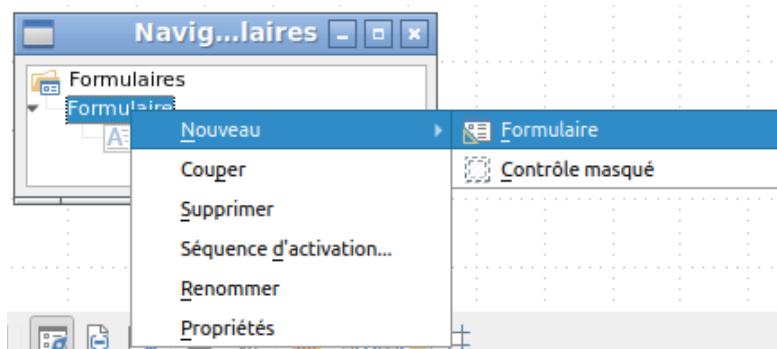 Navig...laires
Formulaires
Formulaire
Nouveau
Formulaire
Couper
Contrôle masqué
Supprimer
Séquence d'activation...
Renommer
Propriétés